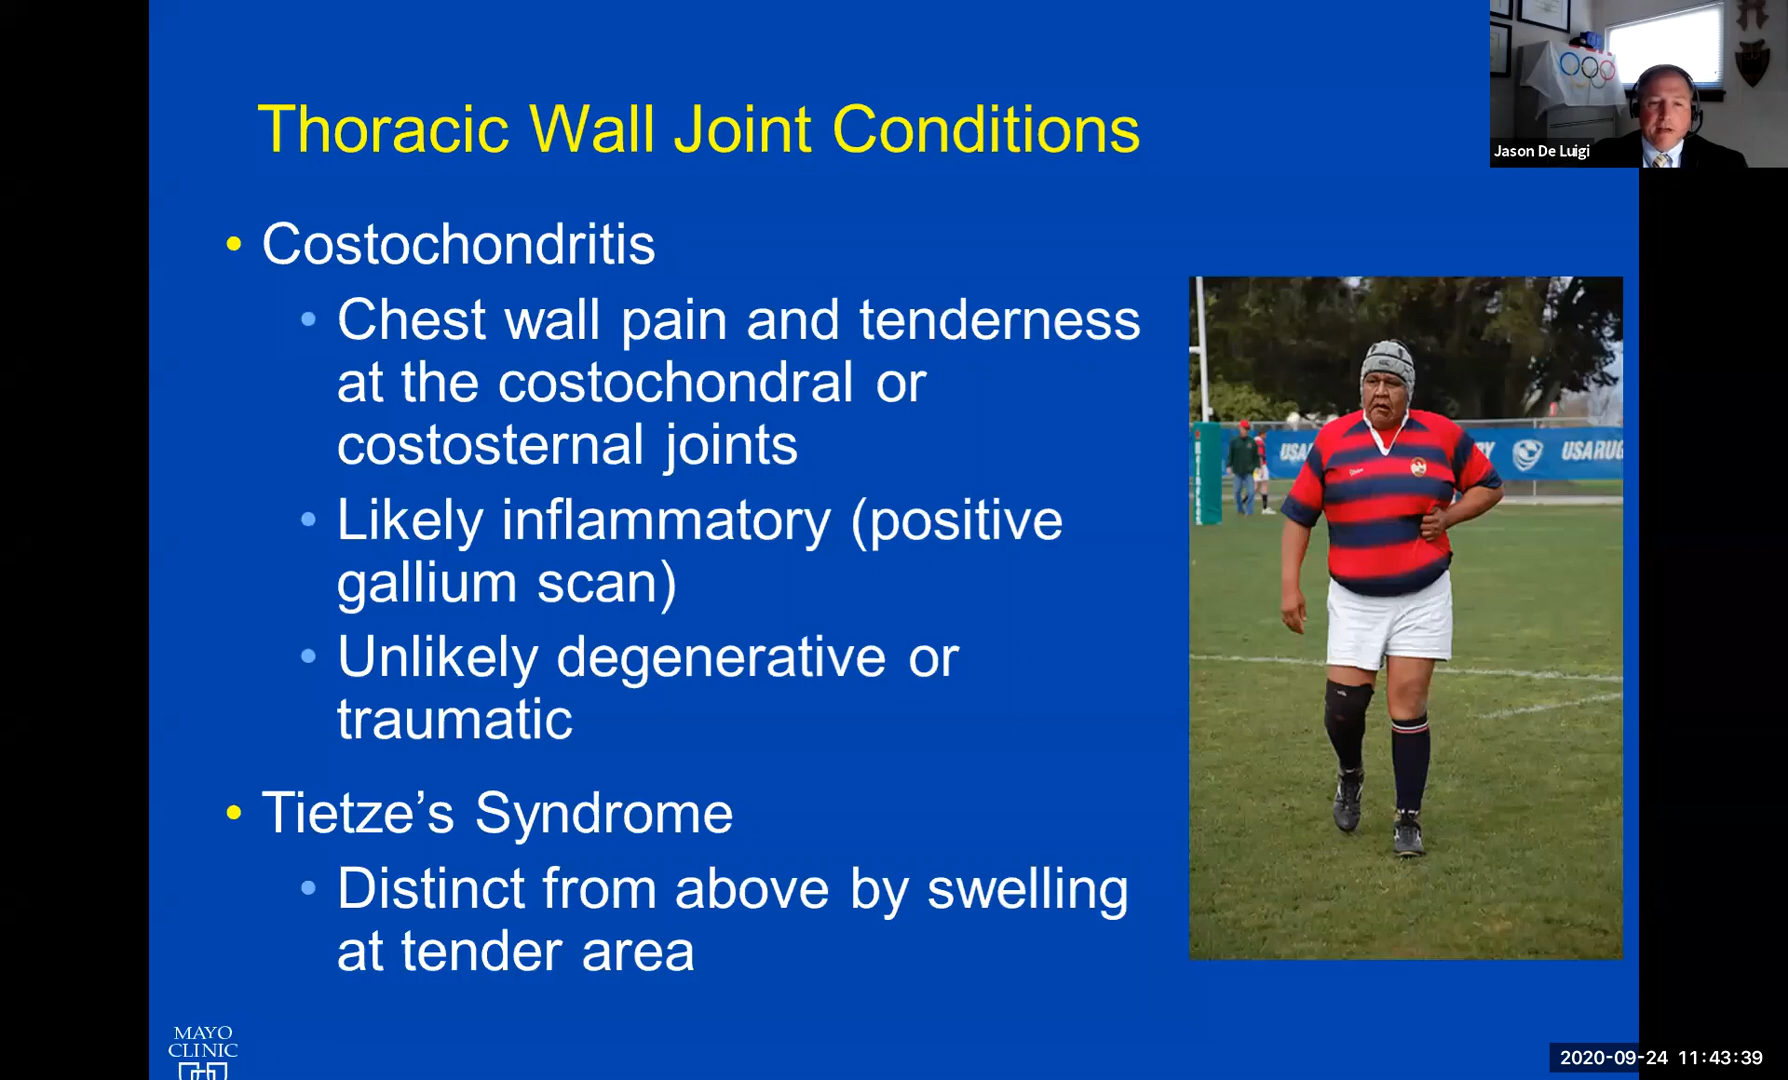 Thoracic Wall Joint Conditions
Jason De Luigi
• Costochondritis
• Chest wall pain and tenderness
at the costochondral or
costosternal joints
• Likely inflammatory (positive
gallium scan)
• Unlikely degenerative or
traumatic
• Tietze’s Syndrome
• Distinct from above by swelling
at tender area
USARUG
MAYO
CLINIC
2020-09-24 11:43:39